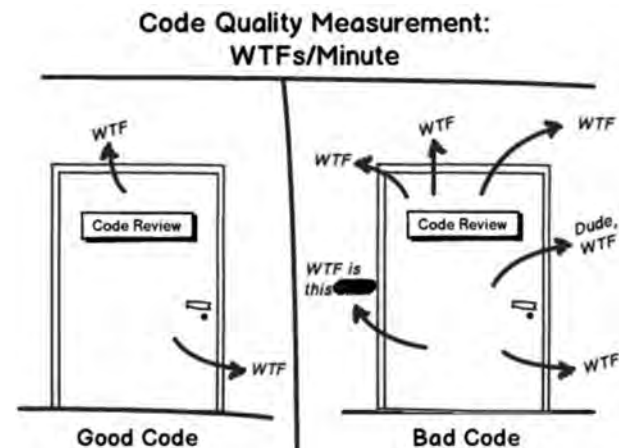 Code Quality Measurement:
WTFs/Minute
WTF
Code Review
WTF
Good Code
WTF
WTF
WTF
Code Review
Dude,
WTF
WTF is
this
WTF
Bad Code